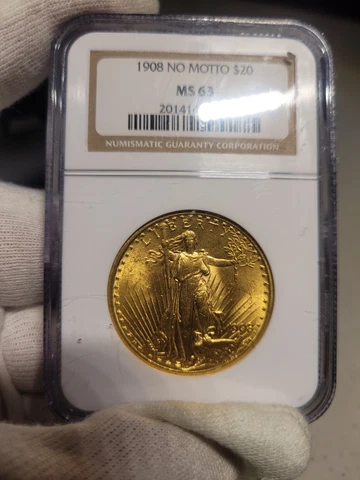 1908 NO MOTTO $20
MS 63
NUMISMATIC GUARANTY CORPORATION
LIBERTY